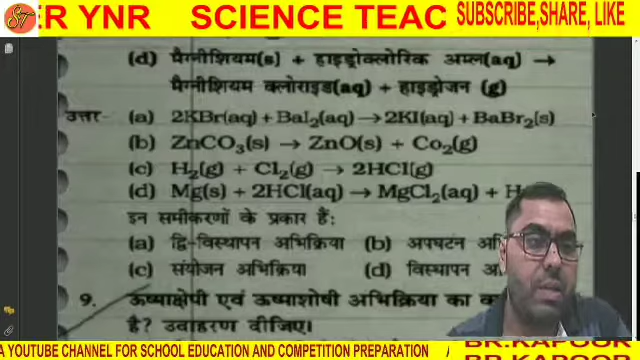 ER YNR SCIENCE TEAC SUBSCRIBE,SHARE, LIKE
ST
(d) मैग्नीशियम(s) + हाइड्रोक्लोरिक अम्ल(aq) →
मैग्नीशियम क्लोराइड(aq) + हाइड्रोजन (g)
उत्तर- (a) 2KBr(aq) + BaI₂(aq) → 2KI(aq) + BaBr₂(s)
(b) ZnCO₃(s) → ZnO(s) + Co₂(g)
(c) H₂(g) + Cl₂(g) → 2HCl(g)
(d) Mg(s) + 2HCl(aq) → MgCl₂(aq) + H
इन समीकरणों के प्रकार हैं:
(a) द्वि-विस्थापन अभिक्रिया (b) अपघटन
(c) संयोजन अभिक्रिया (d) विस्थापन
9. ऊष्माक्षेपी एवं ऊष्माशोषी अभिक्रिया का
है? उदाहरण दीजिए।
A YOUTUBE CHANNEL FOR SCHOOL EDUCATION AND COMPETITION PREPARATION / BR.KAPOOR